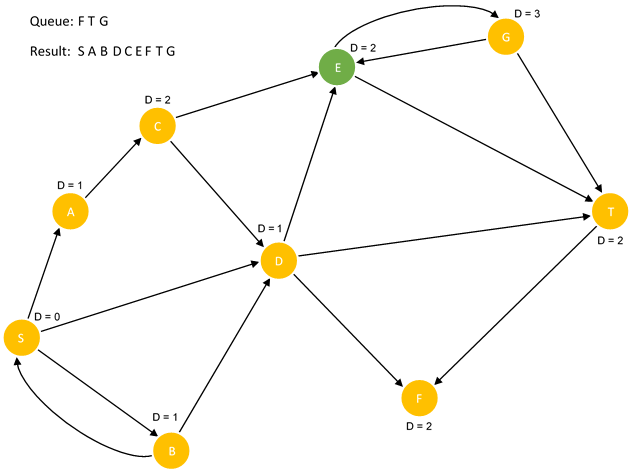 Queue: F T G
D = 3
G
Result: S A B D C E F T G
D = 2
E
D = 2
C
D = 1
A
T
D = 1
D = 2
D
D = 0
S
F
D = 1
D = 2
B